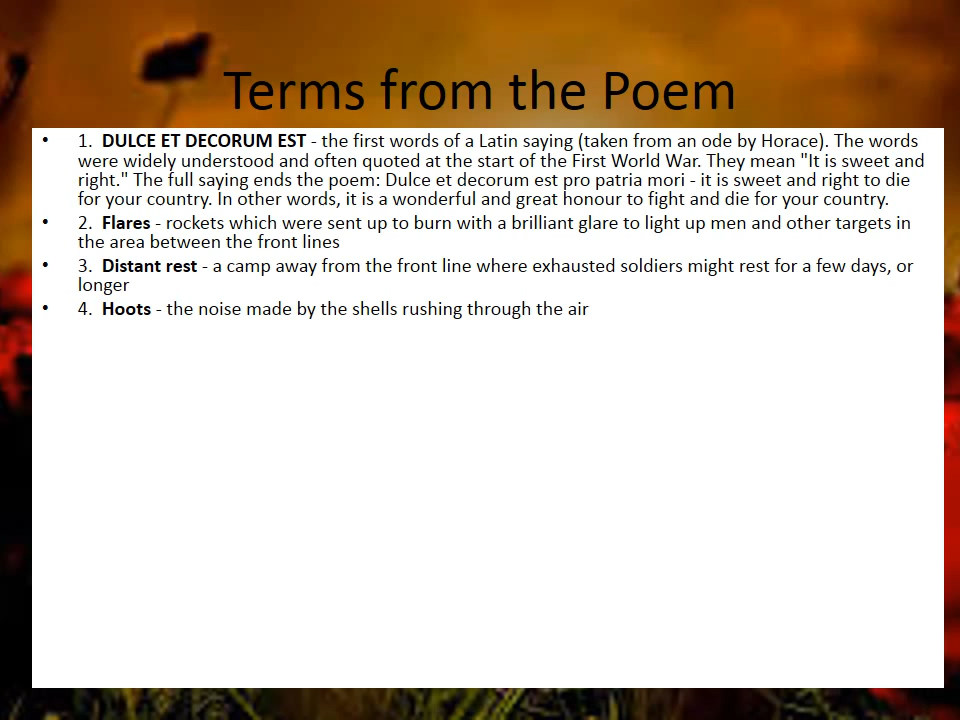 Terms from the Poem
• 1.  DULCE ET DECORUM EST - the first words of a Latin saying (taken from an ode by Horace). The words
were widely understood and often quoted at the start of the First World War. They mean "It is sweet and
right." The full saying ends the poem: Dulce et decorum est pro patria mori - it is sweet and right to die
for your country. In other words, it is a wonderful and great honour to fight and die for your country.
• 2.  Flares - rockets which were sent up to burn with a brilliant glare to light up men and other targets in
the area between the front lines
• 3.  Distant rest - a camp away from the front line where exhausted soldiers might rest for a few days, or
longer
• 4.  Hoots - the noise made by the shells rushing through the air